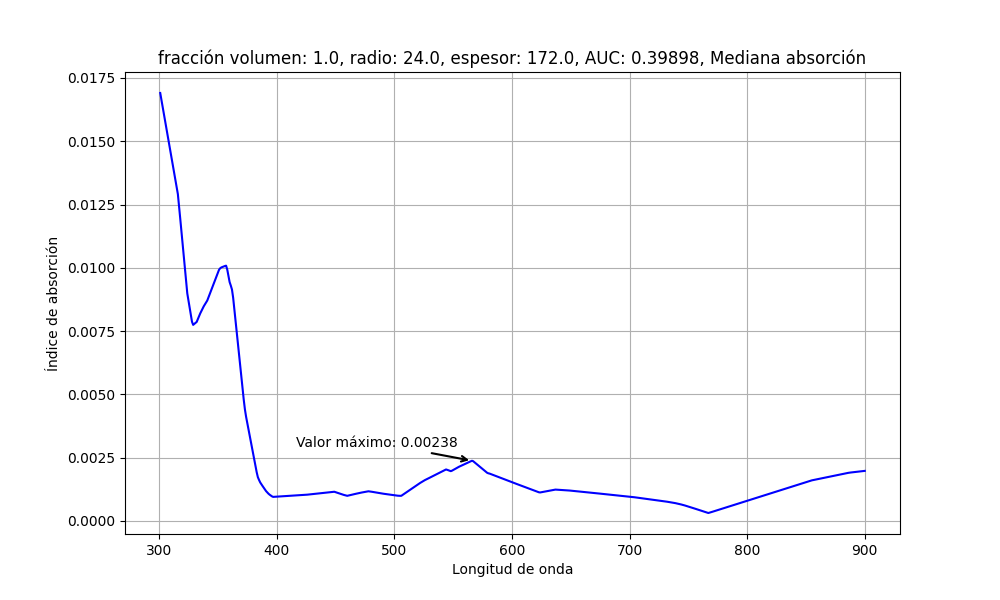 fracción volumen: 1.0, radio: 24.0, espesor: 172.0, AUC: 0.39898, Mediana absorción
Índice de absorción
0.0175
0.0150
0.0125
0.0100
0.0075
0.0050
0.0025
0.0000
Valor máximo: 0.00238
300 400 500 600 700 800 900
Longitud de onda